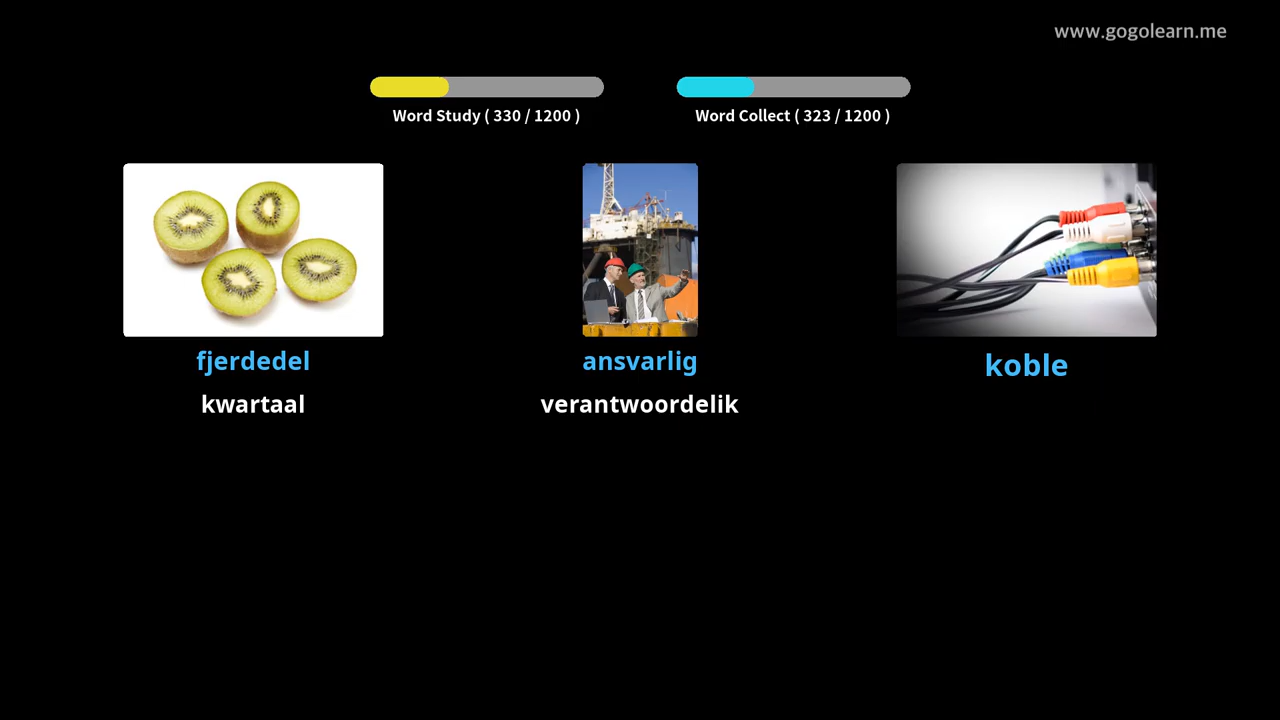 www.gogolearn.me
Word Study ( 330 / 1200 )
Word Collect ( 323 / 1200 )
fjerdedel
kwartaal
ansvarlig
verantwoordelik
koble